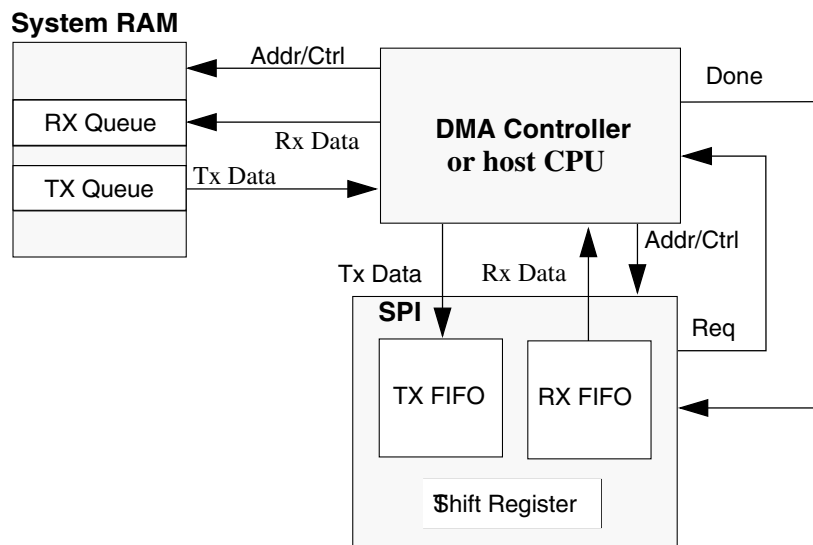 System RAM
Addr/Ctrl
Done
RX Queue
Rx Data
DMA Controller
or host CPU
TX Queue
Tx Data
Addr/Ctrl
Tx Data
Rx Data
SPI
Req
TX FIFO
RX FIFO
Shift Register